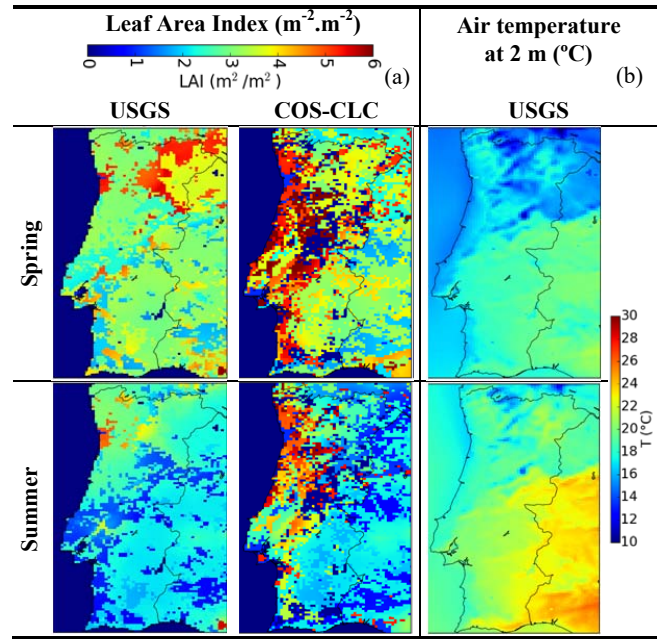 Leaf Area Index (m⁻².m⁻²)
0 1 2 3 4 5 6
LAI (m²/m²)
(a)
USGS
COS-CLC
Air temperature
at 2 m (ºC)
(b)
USGS
Spring
Summer
30
28
26
24
22
20
18
16
14
12
10
T (°C)